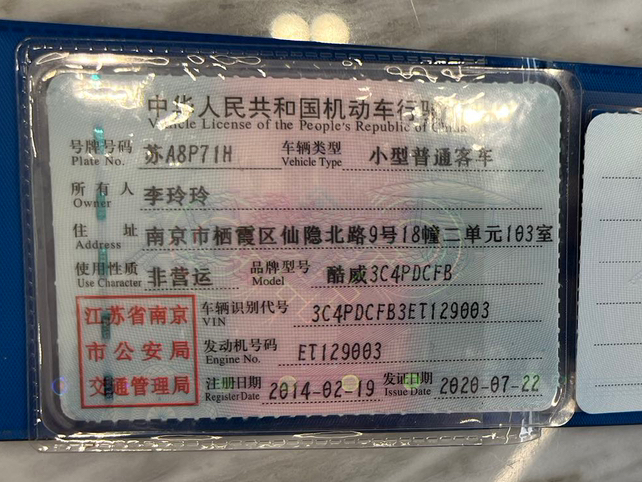 中华人民共和国机动车行驶
Vehicle License of the People's Republic of China
号牌号码 苏A8P71H 车辆类型 小型普通客车
Plate No. Vehicle Type
所有人 李玲玲
Owner
住址 南京市栖霞区仙隐北路9号18幢二单元103室
Address
使用性质 非营运 品牌型号 酷威3C4PDCFB
Use Character Model
江苏省南京
市公安局
交通管理局
车辆识别代号 3C4PDCFB3ET129003
VIN
发动机号码 ET129003
Engine No.
注册日期 2014-02-19 发证日期 2020-07-22
Register Date Issue Date